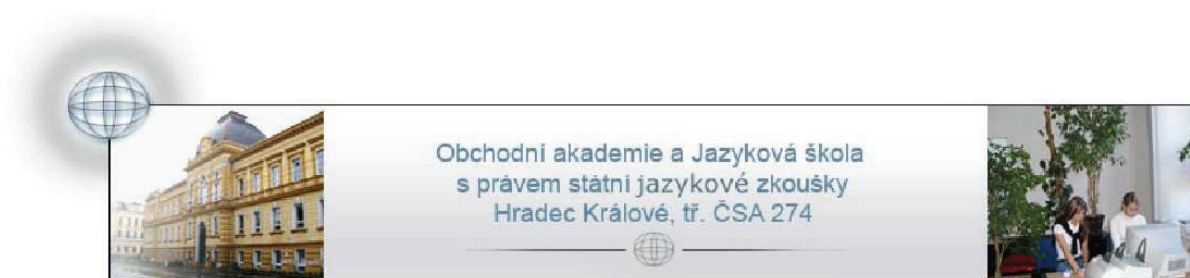 Obchodní akademie a Jazyková škola
s právem státní jazykové zkoušky
Hradec Králové, tř. ČSA 274